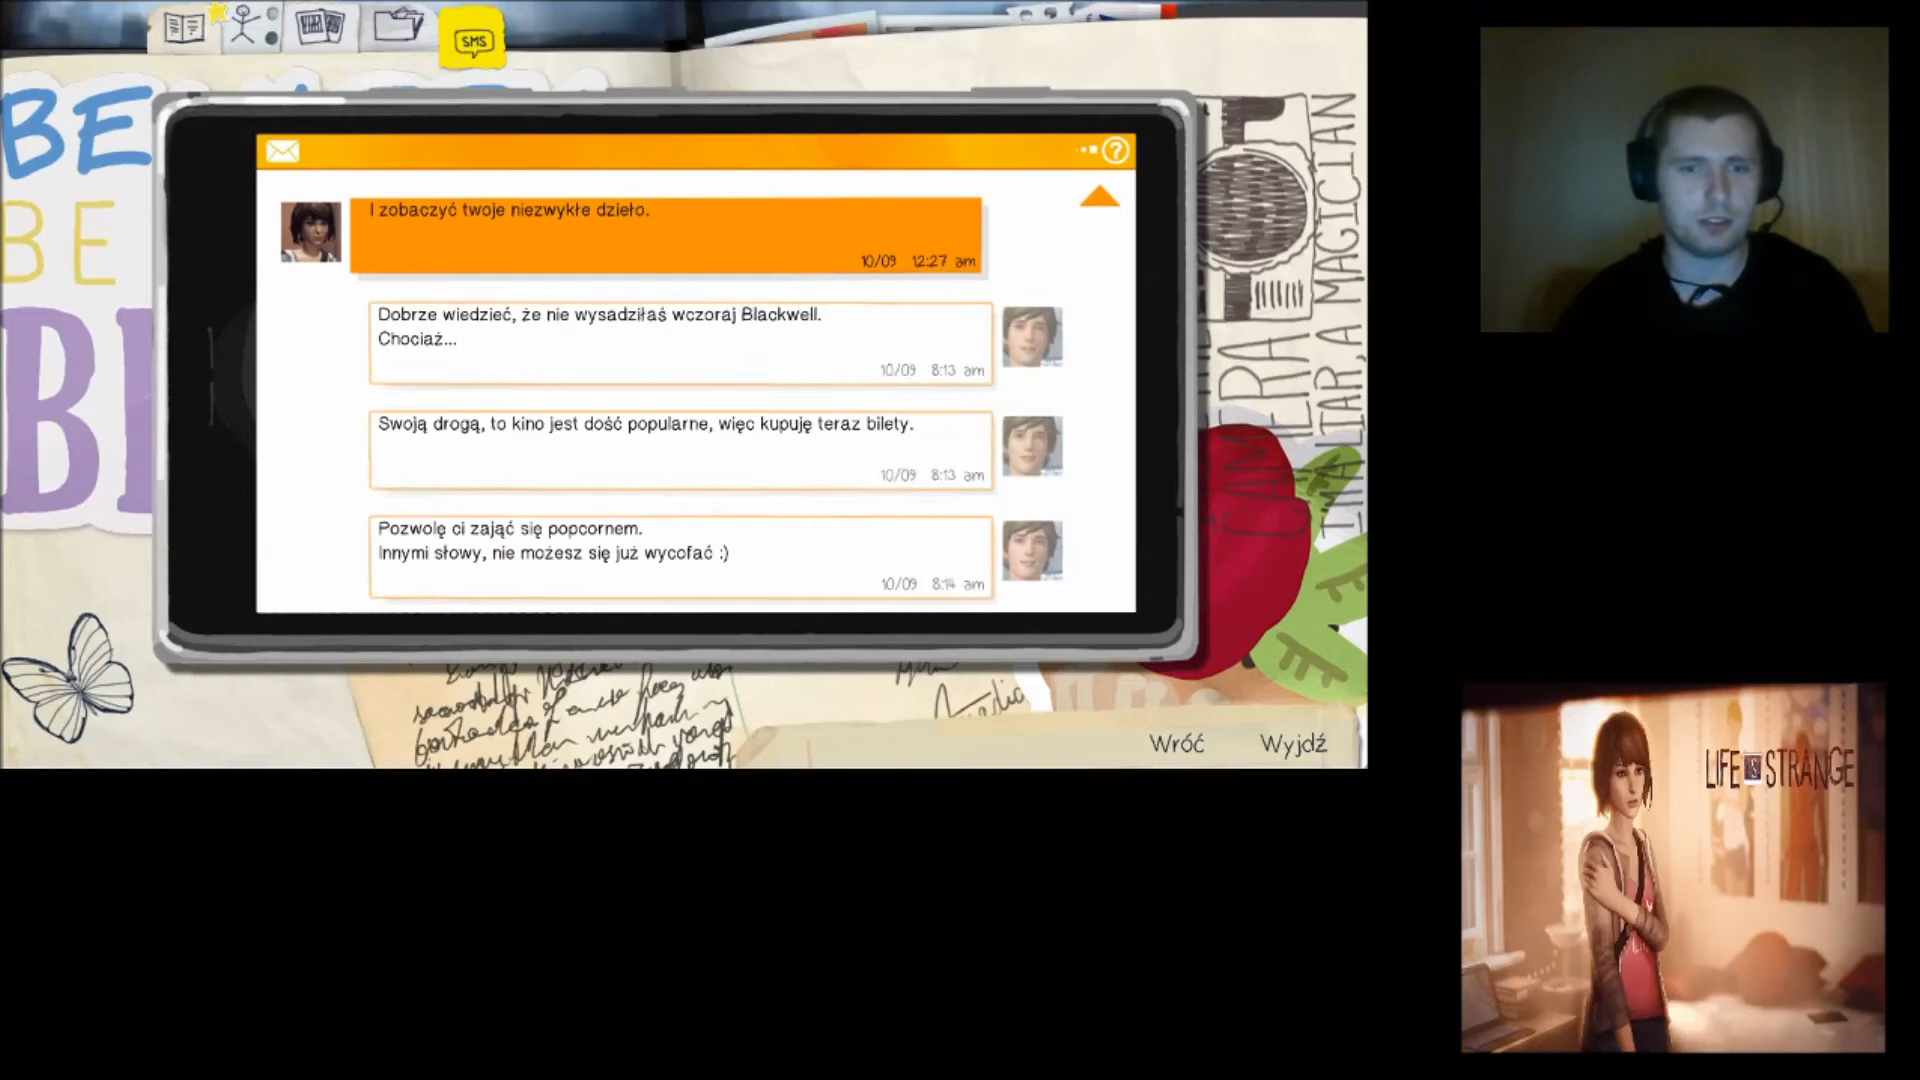 SMS
BE
BE
I zobaczyć twoje niezwykłe dzieło.
10/09 12:27 am
Dobrze wiedzieć, że nie wysadziłaś wczoraj Blackwell.
Chociaż...
10/09 8:13 am
Swoją drogą, to kino jest dość popularne, więc kupuję teraz bilety.
10/09 8:13 am
Pozwolę ci zająć się popcornem.
Innymi słowy, nie możesz się już wycofać :)
10/09 8:14 am
CAMERA
I'M A LIAR, A MAGICIAN
Wróć Wyjdź
LIFE IS STRANGE